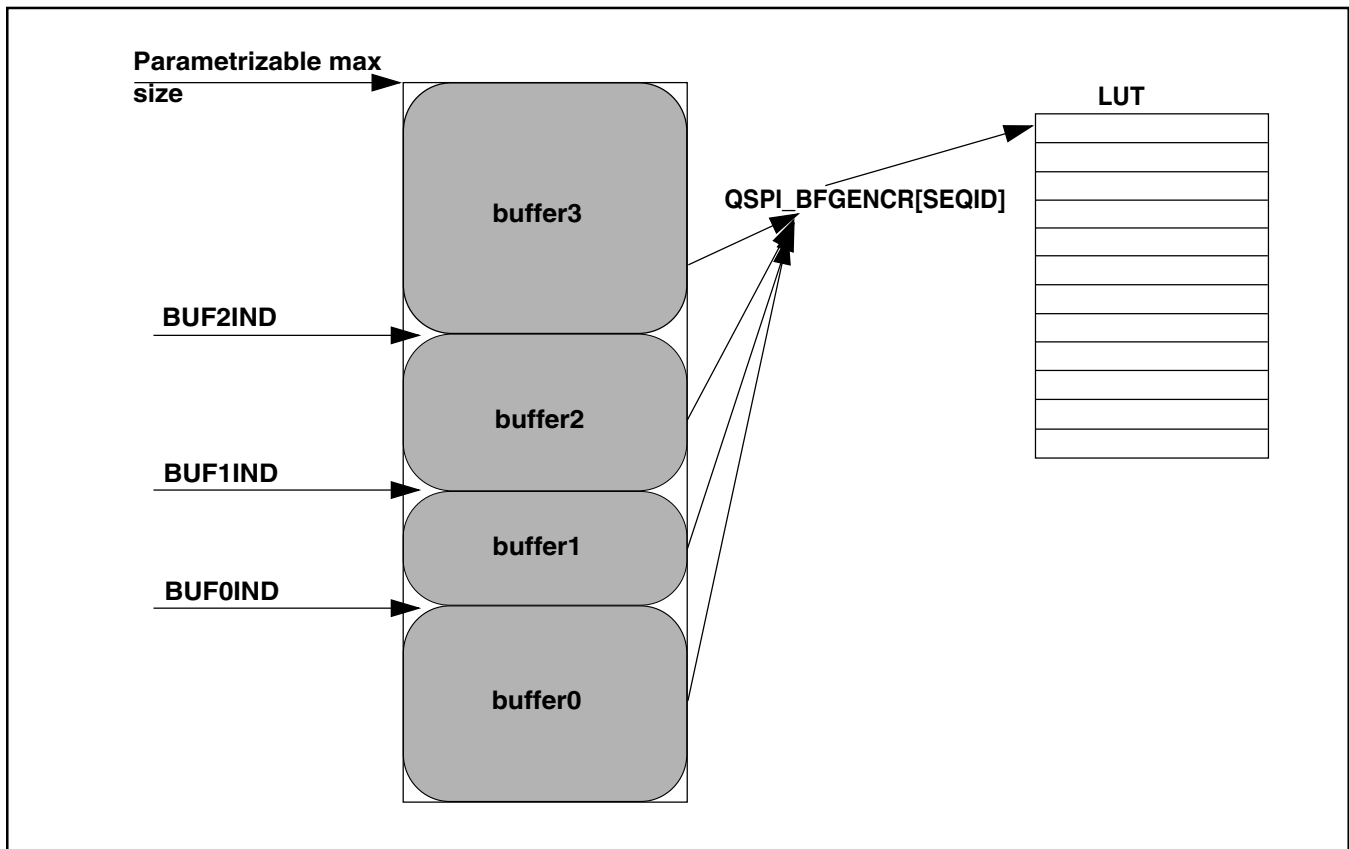 Parametrizable max
size
LUT
QSPI_BFGENCR[SEQID]
buffer3
BUF2IND
buffer2
BUF1IND
buffer1
BUF0IND
buffer0